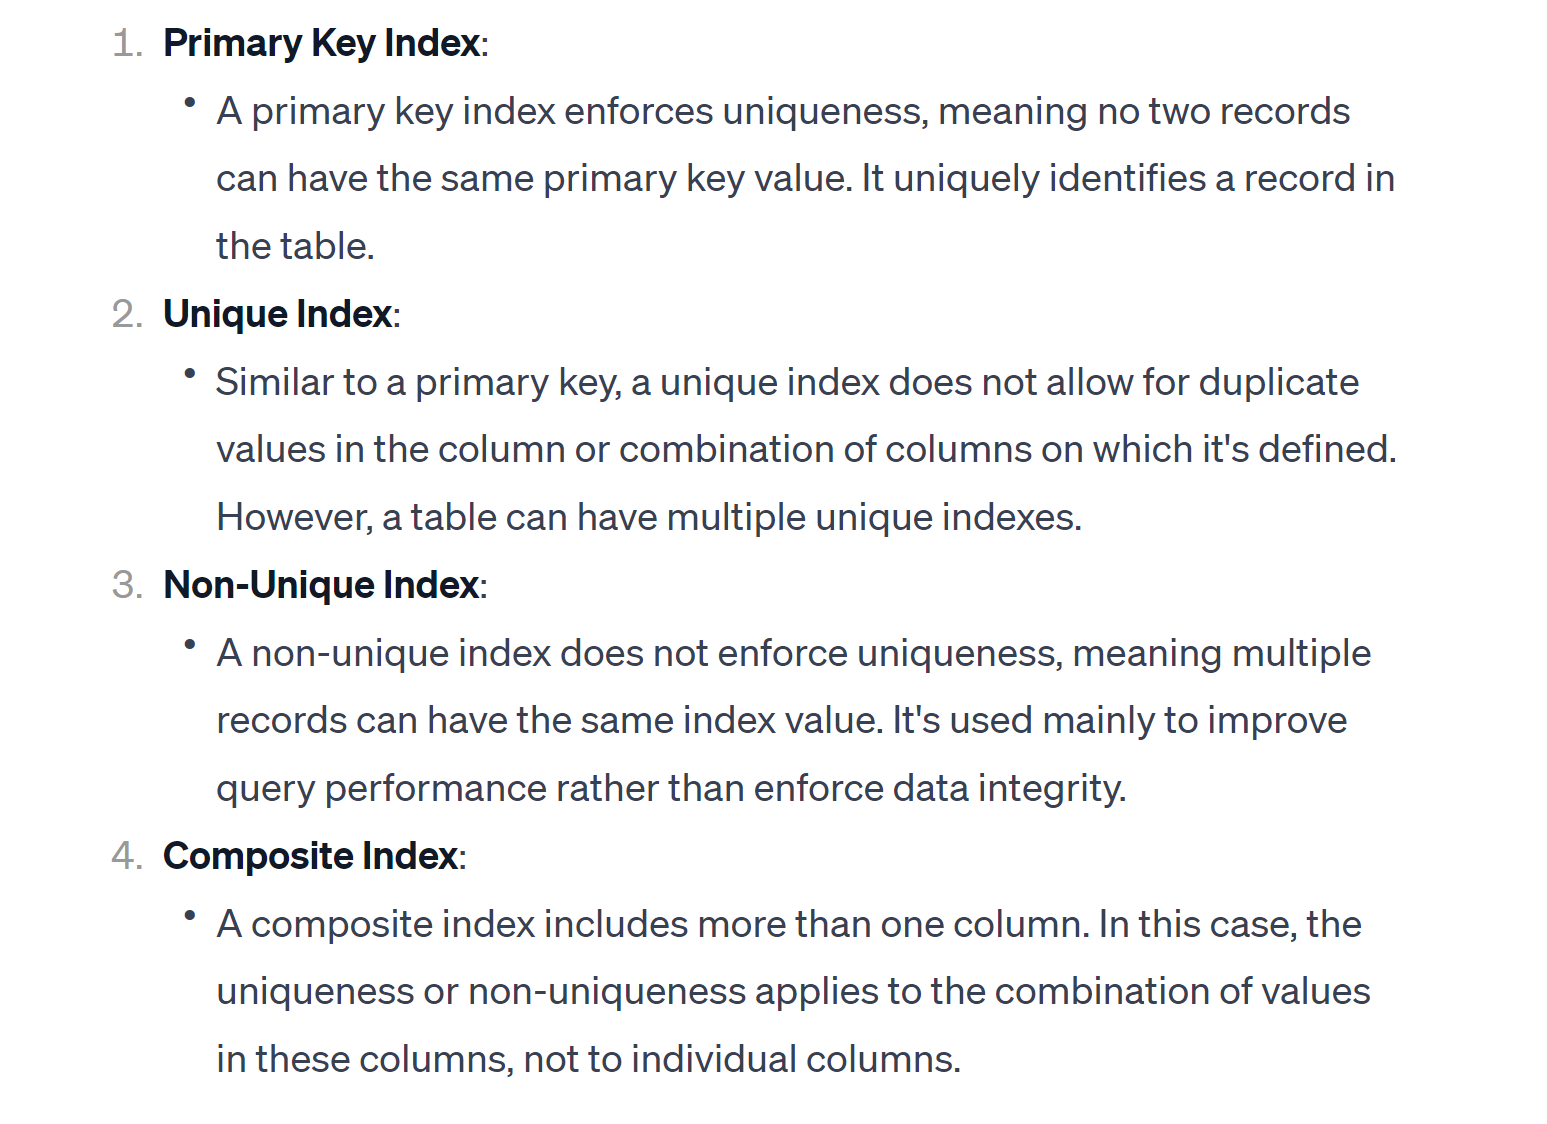 1. Primary Key Index:
• A primary key index enforces uniqueness, meaning no two records
can have the same primary key value. It uniquely identifies a record in
the table.
2. Unique Index:
• Similar to a primary key, a unique index does not allow for duplicate
values in the column or combination of columns on which it's defined.
However, a table can have multiple unique indexes.
3. Non-Unique Index:
• A non-unique index does not enforce uniqueness, meaning multiple
records can have the same index value. It's used mainly to improve
query performance rather than enforce data integrity.
4. Composite Index:
• A composite index includes more than one column. In this case, the
uniqueness or non-uniqueness applies to the combination of values
in these columns, not to individual columns.